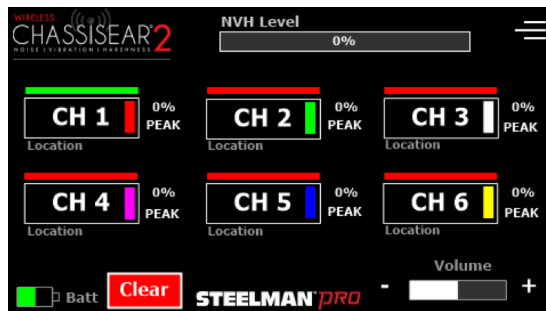 WIRELESS
CHASSISEAR®2
NOISE | VIBRATION | HARSHNESS
NVH Level
0%
CH 1
0%
PEAK
Location
CH 2
0%
PEAK
Location
CH 3
0%
PEAK
Location
CH 4
0%
PEAK
Location
CH 5
0%
PEAK
Location
CH 6
0%
PEAK
Location
Batt
Clear
STEELMAN PRO
Volume
- +